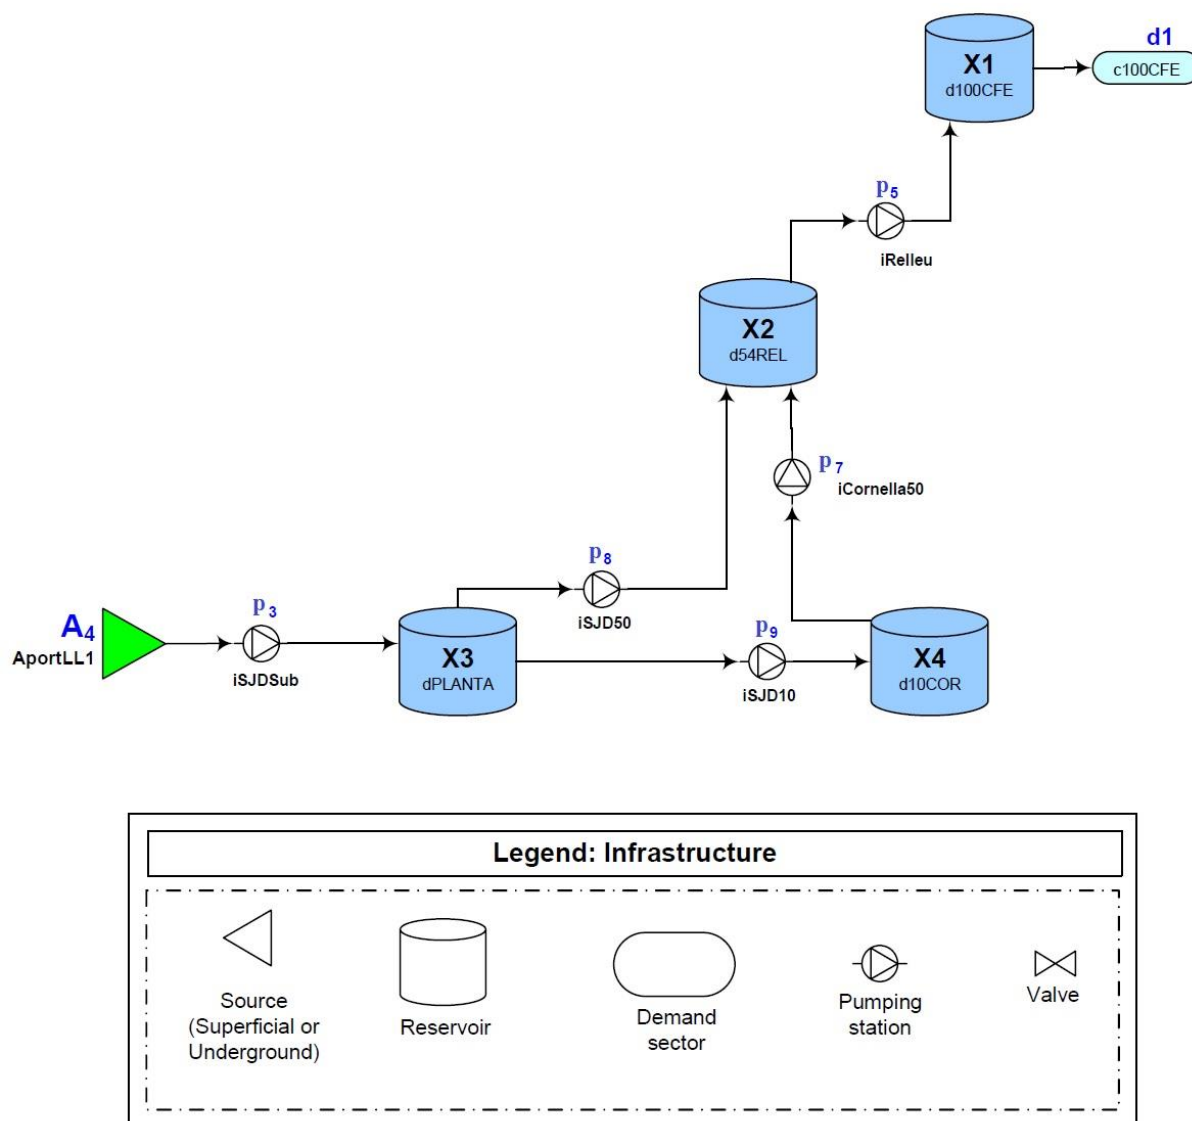 d1
X1
d100CFE
c100CFE
p5
iRelleu
X2
d54REL
p7
iCornella50
p8
iSJD50
A4
AportLL1
p3
iSJDSub
X3
dPLANTA
p9
iSJD10
X4
d10COR
Legend: Infrastructure
Source
(Superficial or
Underground)
Reservoir
Demand
sector
Pumping
station
Valve